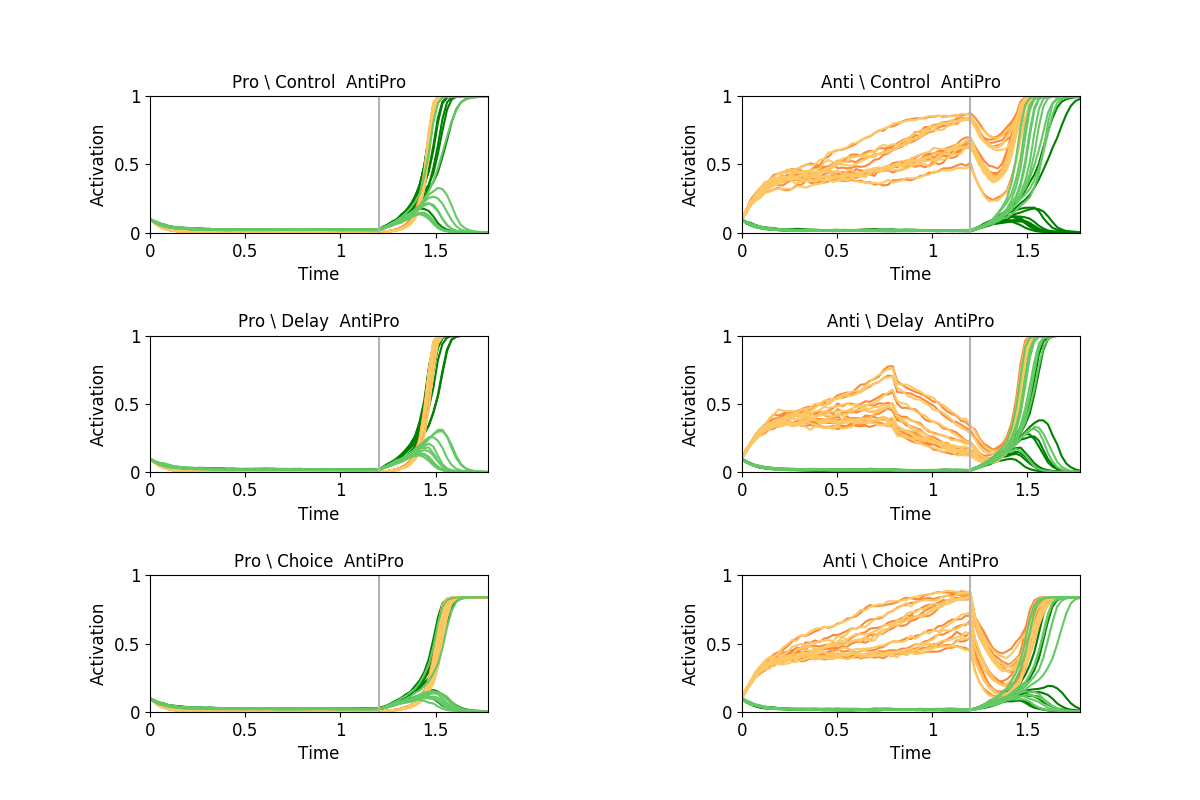 Pro \ Control  AntiPro
Activation
1
0.5
0
0
0.5
1
1.5
Time
Anti \ Control  AntiPro
Activation
1
0.5
0
0
0.5
1
1.5
Time
Pro \ Delay  AntiPro
Activation
1
0.5
0
0
0.5
1
1.5
Time
Anti \ Delay  AntiPro
Activation
1
0.5
0
0
0.5
1
1.5
Time
Pro \ Choice  AntiPro
Activation
1
0.5
0
0
0.5
1
1.5
Time
Anti \ Choice  AntiPro
Activation
1
0.5
0
0
0.5
1
1.5
Time